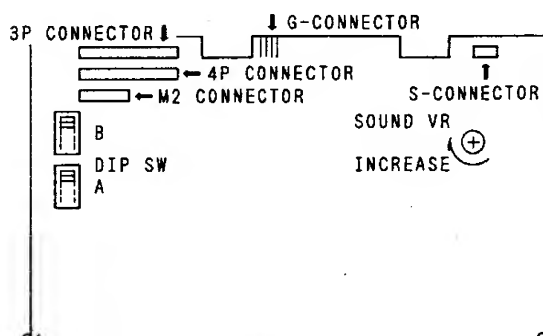 G-CONNECTOR
3P CONNECTOR
4P CONNECTOR
M2 CONNECTOR
S-CONNECTOR
SOUND VR
B
DIP SW
INCREASE
A